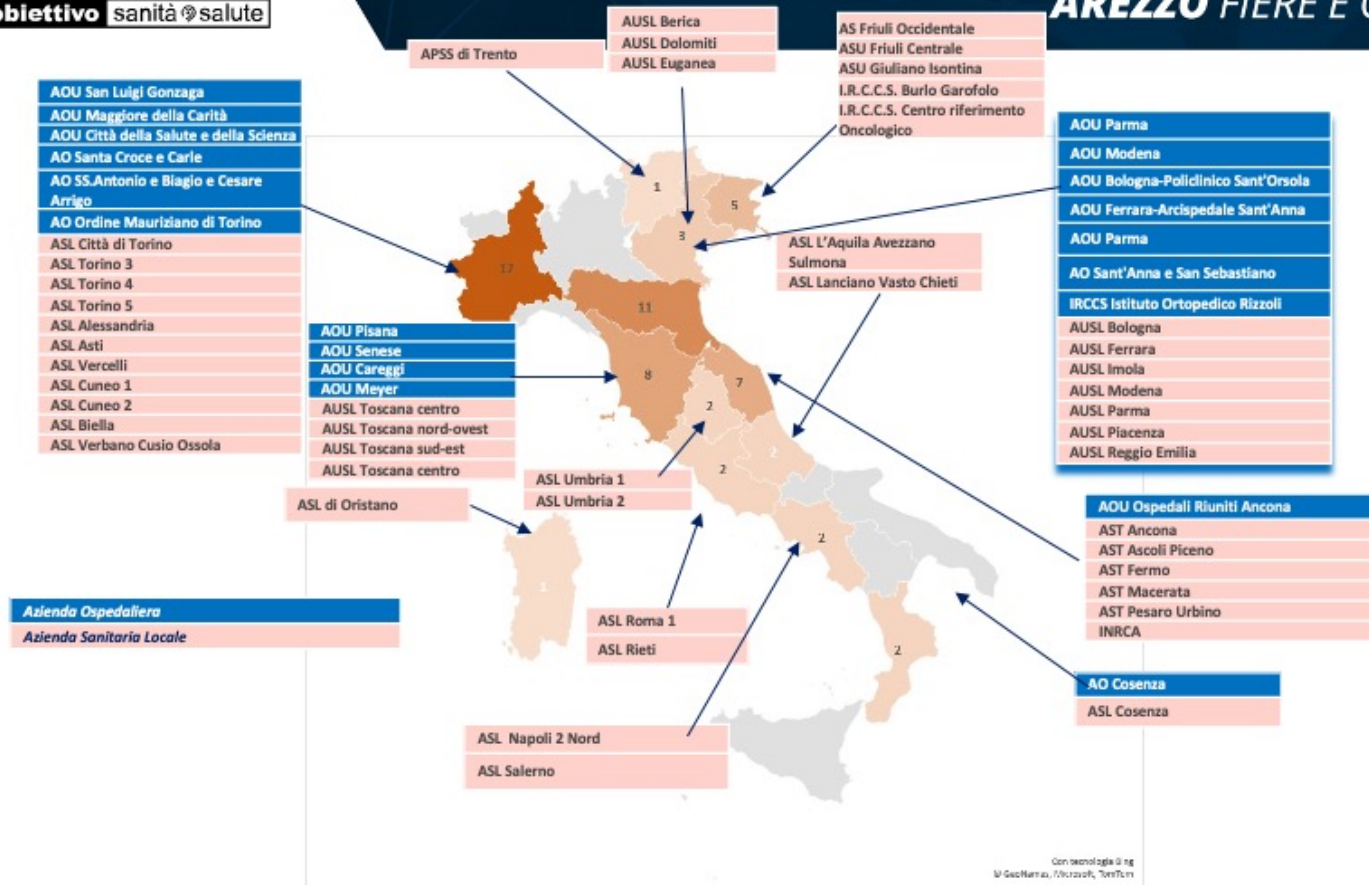 obiettivo sanità salute
AREZZO FIERE E
APSS di Trento
AUSL Berica
AUSL Dolomiti
AUSL Euganea
AS Friuli Occidentale
ASU Friuli Centrale
ASU Giuliano Isontina
I.R.C.C.S. Burlo Garofolo
I.R.C.C.S. Centro riferimento
Oncologico
AOU San Luigi Gonzaga
AOU Maggiore della Carità
AOU Città della Salute e della Scienza
AO Santa Croce e Carle
AO SS.Antonio e Biagio e Cesare
Arrigo
AO Ordine Mauriziano di Torino
ASL Città di Torino
ASL Torino 3
ASL Torino 4
ASL Torino 5
ASL Alessandria
ASL Asti
ASL Vercelli
ASL Cuneo 1
ASL Cuneo 2
ASL Biella
ASL Verbano Cusio Ossola
AOU Parma
AOU Modena
AOU Bologna-Policlinico Sant'Orsola
AOU Ferrara-Arcispedale Sant'Anna
AOU Parma
AO Sant'Anna e San Sebastiano
IRCCS Istituto Ortopedico Rizzoli
AUSL Bologna
AUSL Ferrara
AUSL Imola
AUSL Modena
AUSL Parma
AUSL Piacenza
AUSL Reggio Emilia
ASL L'Aquila Avezzano
Sulmona
ASL Lanciano Vasto Chieti
AOU Pisana
AOU Senese
AOU Careggi
AOU Meyer
AUSL Toscana centro
AUSL Toscana nord-ovest
AUSL Toscana sud-est
AUSL Toscana centro
1
5
3
17
11
8
7
2
2
2
2
1
2
ASL Umbria 1
ASL Umbria 2
ASL di Oristano
AOU Ospedali Riuniti Ancona
AST Ancona
AST Ascoli Piceno
AST Fermo
AST Macerata
AST Pesaro Urbino
INRCA
Azienda Ospedaliera
Azienda Sanitaria Locale
ASL Roma 1
ASL Rieti
AO Cosenza
ASL Cosenza
ASL Napoli 2 Nord
ASL Salerno
Con tecnologia Bing
© GeoNames, Microsoft, TomTom